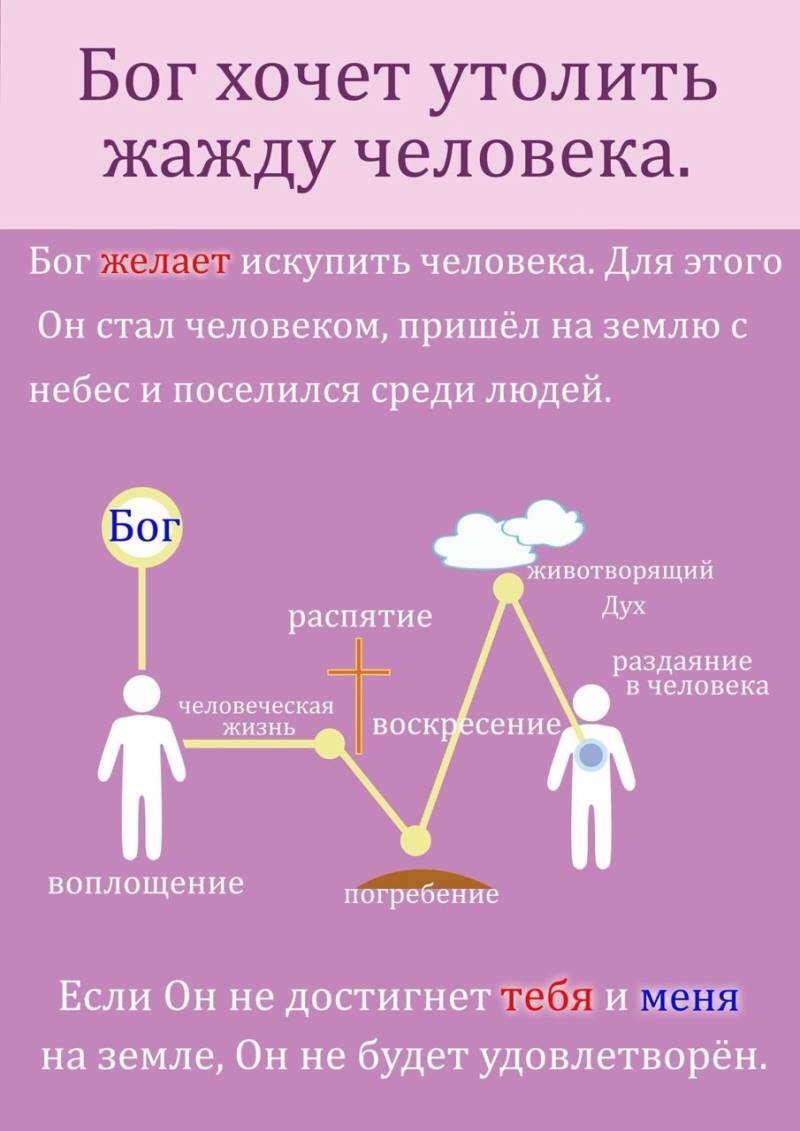 Бог хочет утолить
жажду человека.
Бог желает искупить человека. Для этого
Он стал человеком, пришёл на землю с
небес и поселился среди людей.
Бог
животворящий
Дух
распятие
раздаяние
в человека
человеческая
жизнь
воскресение
воплощение
погребение
Если Он не достигнет тебя и меня
на земле, Он не будет удовлетворён.